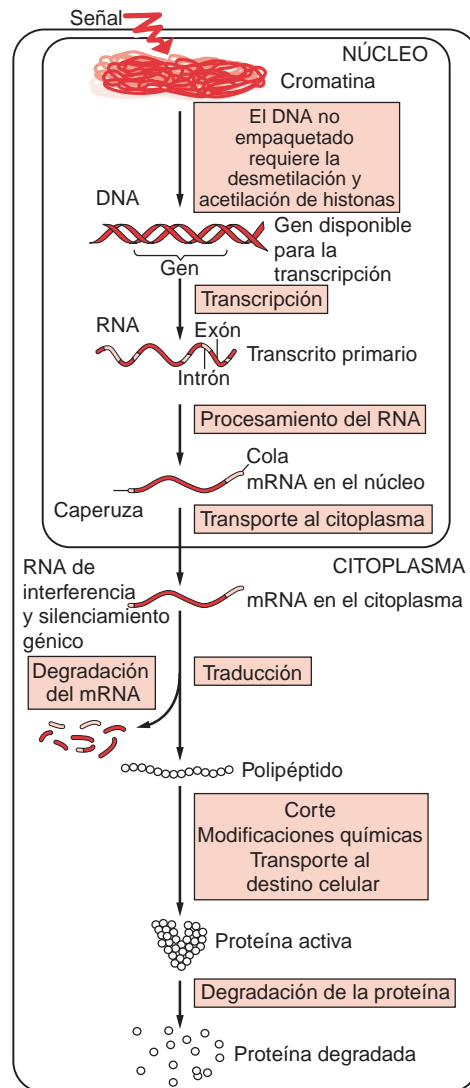 Señal
NÚCLEO
Cromatina
El DNA no
empaquetado
requiere la
desmetilación y
acetilación de histonas
DNA
Gen disponible
para la
transcripción
Gen
Transcripción
RNA
Exón
Transcrito primario
Intrón
Procesamiento del RNA
Cola
mRNA en el núcleo
Caperuza
Transporte al citoplasma
CITOPLASMA
RNA de
interferencia
y silenciamiento
génico
mRNA en el citoplasma
Degradación
del mRNA
Traducción
Polipéptido
Corte
Modificaciones químicas
Transporte al
destino celular
Proteína activa
Degradación de la proteína
Proteína degradada